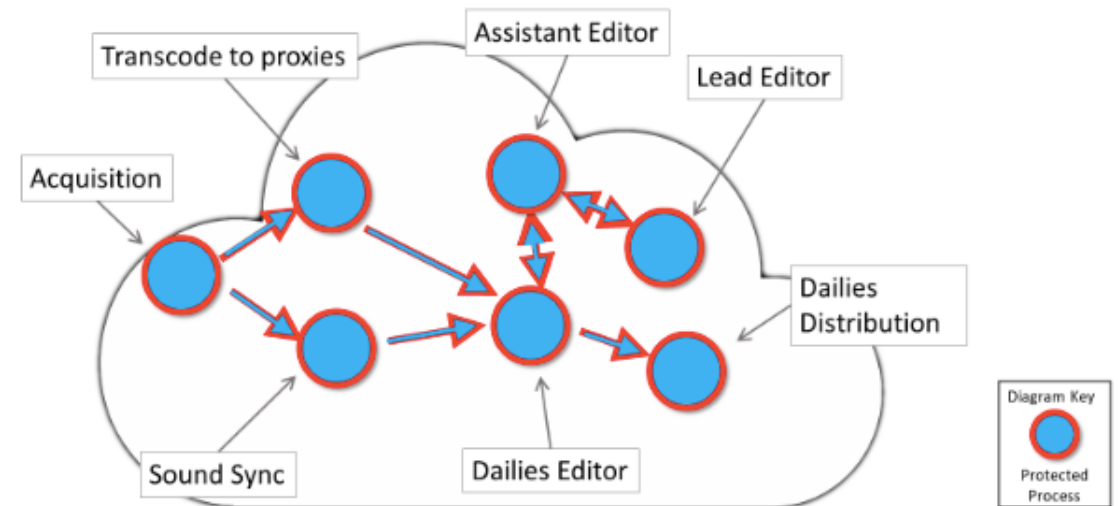 Assistant Editor
Transcode to proxies
Lead Editor
Acquisition
Dailies
Distribution
Sound Sync
Dailies Editor
Diagram Key
Protected
Process